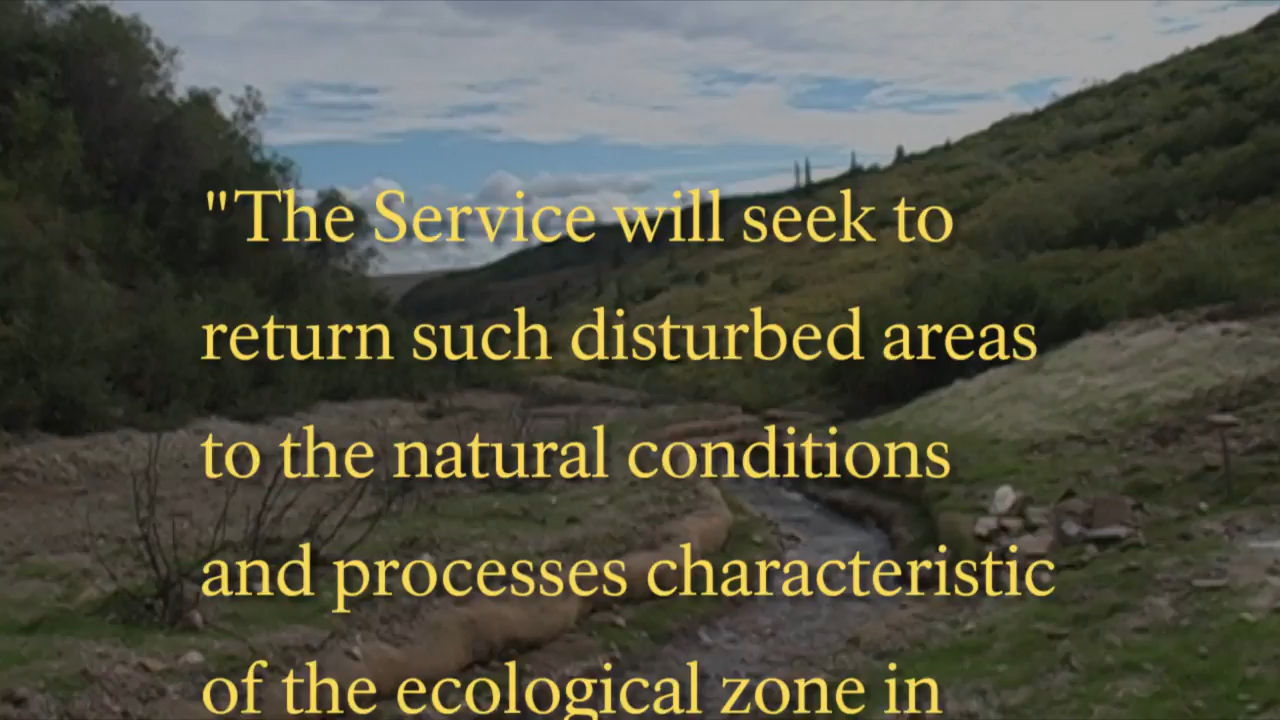 "The Service will seek to
return such disturbed areas
to the natural conditions
and processes characteristic
of the ecological zone in